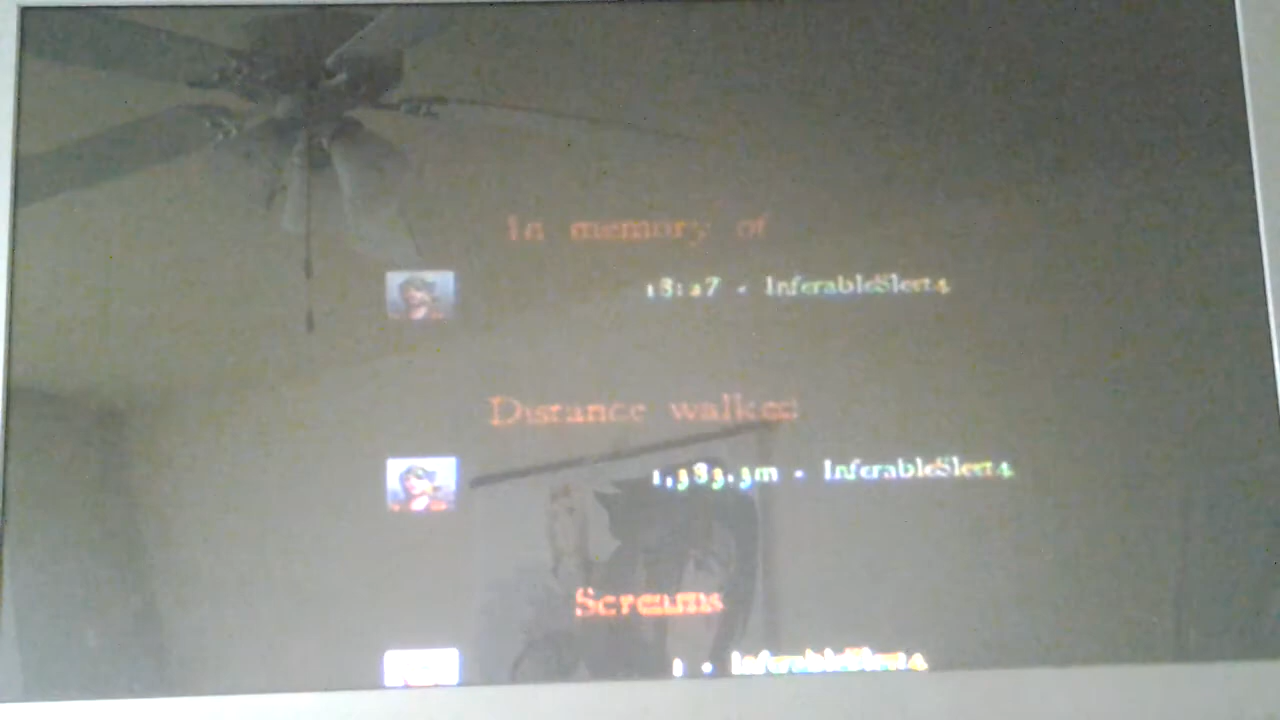 In memory of
18:27 - InferableSleet4
Distance walked
1,383.3m - InferableSleet4
Screams
1 - InferableSleet4